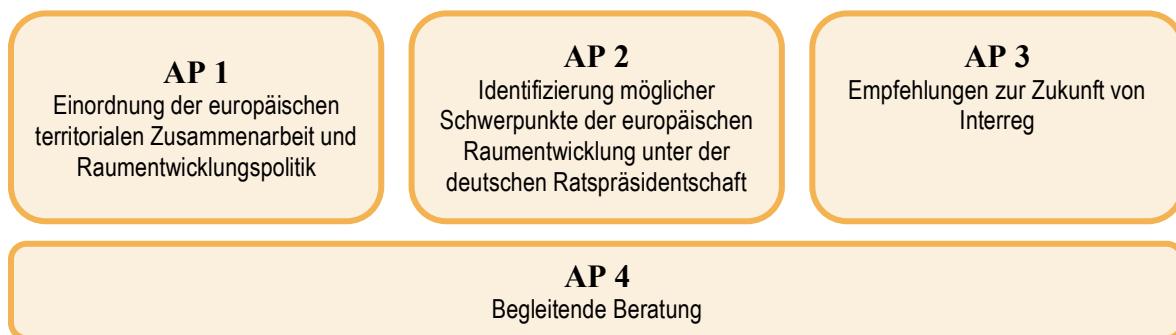 AP 1
Einordnung der europäischen
territorialen Zusammenarbeit und
Raumentwicklungspolitik
AP 2
Identifizierung möglicher
Schwerpunkte der europäischen
Raumentwicklung unter der
deutschen Ratspräsidentschaft
AP 3
Empfehlungen zur Zukunft von
Interreg
AP 4
Begleitende Beratung